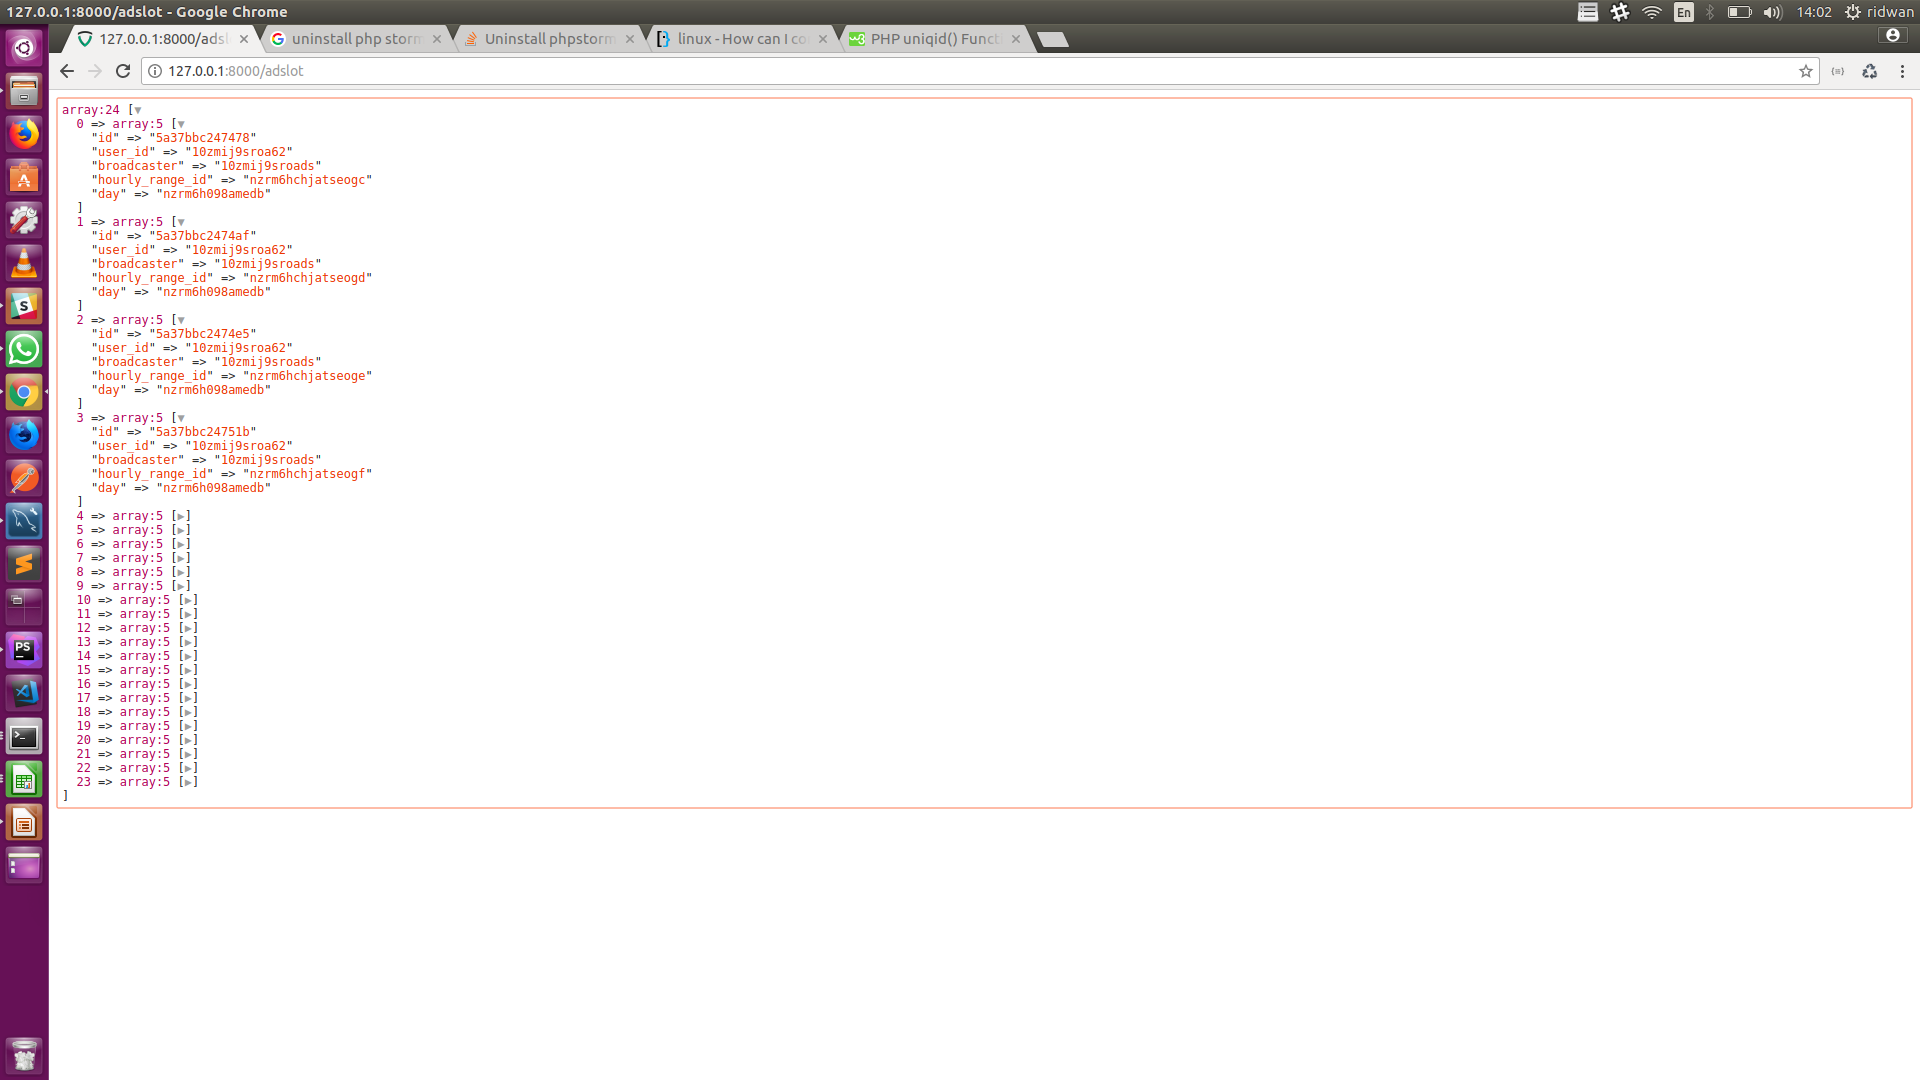 127.0.0.1:8000/adslot - Google Chrome
En
14:02
ridwan
127.0.0.1:8000/adsl
uninstall php storm
Uninstall phpstorm
linux - How can I co
PHP uniqid() Funct
127.0.0.1:8000/adslot
array:24 [▼
0 => array:5 [▼
"id" => "5a37bbc247478"
"user_id" => "10zmij9sroa62"
"broadcaster" => "10zmij9sroads"
"hourly_range_id" => "nzrm6hchjatseogc"
"day" => "nzrm6h098amedb"
]
1 => array:5 [▼
"id" => "5a37bbc2474af"
"user_id" => "10zmij9sroa62"
"broadcaster" => "10zmij9sroads"
"hourly_range_id" => "nzrm6hchjatseogd"
"day" => "nzrm6h098amedb"
]
2 => array:5 [▼
"id" => "5a37bbc2474e5"
"user_id" => "10zmij9sroa62"
"broadcaster" => "10zmij9sroads"
"hourly_range_id" => "nzrm6hchjatseoge"
"day" => "nzrm6h098amedb"
]
3 => array:5 [▼
"id" => "5a37bbc24751b"
"user_id" => "10zmij9sroa62"
"broadcaster" => "10zmij9sroads"
"hourly_range_id" => "nzrm6hchjatseogf"
"day" => "nzrm6h098amedb"
]
4 => array:5 [▶]
5 => array:5 [▶]
6 => array:5 [▶]
7 => array:5 [▶]
8 => array:5 [▶]
9 => array:5 [▶]
10 => array:5 [▶]
11 => array:5 [▶]
12 => array:5 [▶]
13 => array:5 [▶]
14 => array:5 [▶]
15 => array:5 [▶]
16 => array:5 [▶]
17 => array:5 [▶]
18 => array:5 [▶]
19 => array:5 [▶]
20 => array:5 [▶]
21 => array:5 [▶]
22 => array:5 [▶]
23 => array:5 [▶]
]